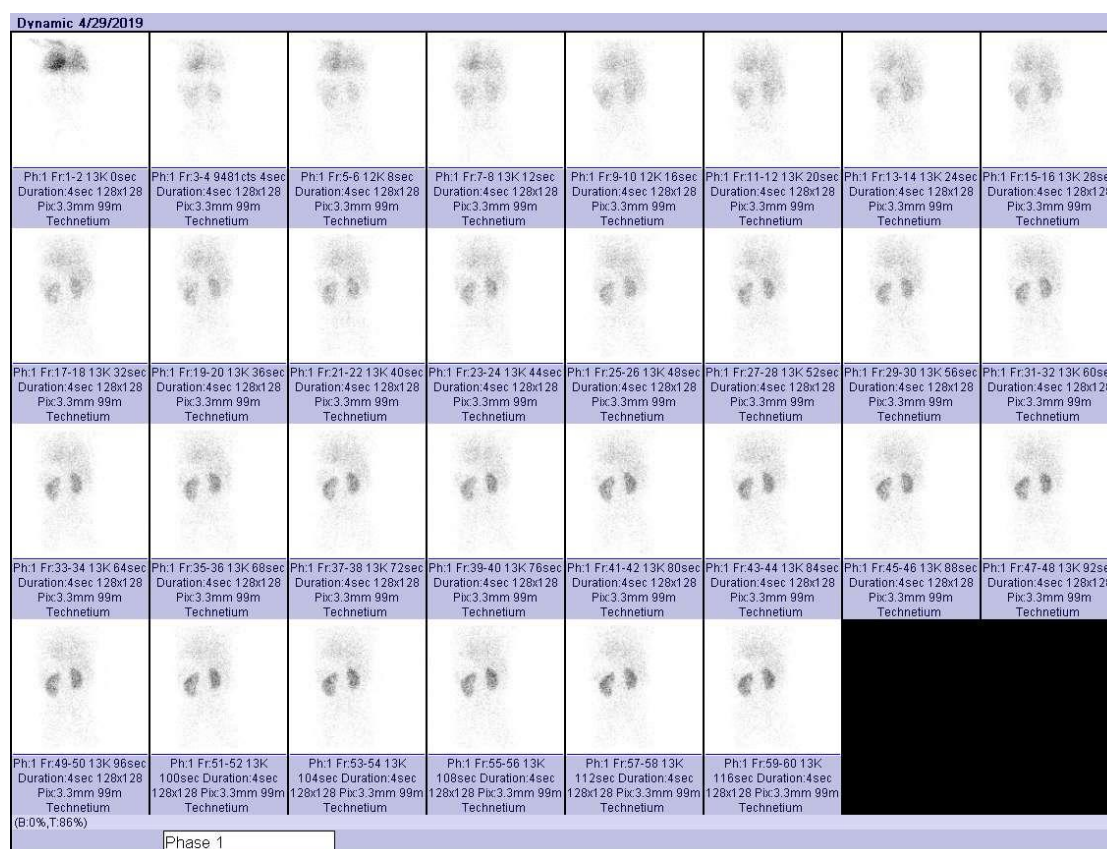 Dynamic 4/29/2019
Ph:1 Fr:1-2 13K 0sec
Duration:4sec 128x128
Pix:3.3mm 99m
Technetium
Ph:1 Fr:3-4 9481cts 4sec
Duration:4sec 128x128
Pix:3.3mm 99m
Technetium
Ph:1 Fr:5-6 12K 8sec
Duration:4sec 128x128
Pix:3.3mm 99m
Technetium
Ph:1 Fr:7-8 13K 12sec
Duration:4sec 128x128
Pix:3.3mm 99m
Technetium
Ph:1 Fr:9-10 12K 16sec
Duration:4sec 128x128
Pix:3.3mm 99m
Technetium
Ph:1 Fr:11-12 13K 20sec
Duration:4sec 128x128
Pix:3.3mm 99m
Technetium
Ph:1 Fr:13-14 13K 24sec
Duration:4sec 128x128
Pix:3.3mm 99m
Technetium
Ph:1 Fr:15-16 13K 28sec
Duration:4sec 128x128
Pix:3.3mm 99m
Technetium
Ph:1 Fr:17-18 13K 32sec
Duration:4sec 128x128
Pix:3.3mm 99m
Technetium
Ph:1 Fr:19-20 13K 36sec
Duration:4sec 128x128
Pix:3.3mm 99m
Technetium
Ph:1 Fr:21-22 13K 40sec
Duration:4sec 128x128
Pix:3.3mm 99m
Technetium
Ph:1 Fr:23-24 13K 44sec
Duration:4sec 128x128
Pix:3.3mm 99m
Technetium
Ph:1 Fr:25-26 13K 48sec
Duration:4sec 128x128
Pix:3.3mm 99m
Technetium
Ph:1 Fr:27-28 13K 52sec
Duration:4sec 128x128
Pix:3.3mm 99m
Technetium
Ph:1 Fr:29-30 13K 56sec
Duration:4sec 128x128
Pix:3.3mm 99m
Technetium
Ph:1 Fr:31-32 13K 60sec
Duration:4sec 128x128
Pix:3.3mm 99m
Technetium
Ph:1 Fr:33-34 13K 64sec
Duration:4sec 128x128
Pix:3.3mm 99m
Technetium
Ph:1 Fr:35-36 13K 68sec
Duration:4sec 128x128
Pix:3.3mm 99m
Technetium
Ph:1 Fr:37-38 13K 72sec
Duration:4sec 128x128
Pix:3.3mm 99m
Technetium
Ph:1 Fr:39-40 13K 76sec
Duration:4sec 128x128
Pix:3.3mm 99m
Technetium
Ph:1 Fr:41-42 13K 80sec
Duration:4sec 128x128
Pix:3.3mm 99m
Technetium
Ph:1 Fr:43-44 13K 84sec
Duration:4sec 128x128
Pix:3.3mm 99m
Technetium
Ph:1 Fr:45-46 13K 88sec
Duration:4sec 128x128
Pix:3.3mm 99m
Technetium
Ph:1 Fr:47-48 13K 92sec
Duration:4sec 128x128
Pix:3.3mm 99m
Technetium
Ph:1 Fr:49-50 13K 96sec
Duration:4sec 128x128
Pix:3.3mm 99m
Technetium
Ph:1 Fr:51-52 13K
100sec Duration:4sec
128x128 Pix:3.3mm 99m
Technetium
Ph:1 Fr:53-54 13K
104sec Duration:4sec
128x128 Pix:3.3mm 99m
Technetium
Ph:1 Fr:55-56 13K
108sec Duration:4sec
128x128 Pix:3.3mm 99m
Technetium
Ph:1 Fr:57-58 13K
112sec Duration:4sec
128x128 Pix:3.3mm 99m
Technetium
Ph:1 Fr:59-60 13K
116sec Duration:4sec
128x128 Pix:3.3mm 99m
Technetium
(B:0%,T:86%)
Phase 1